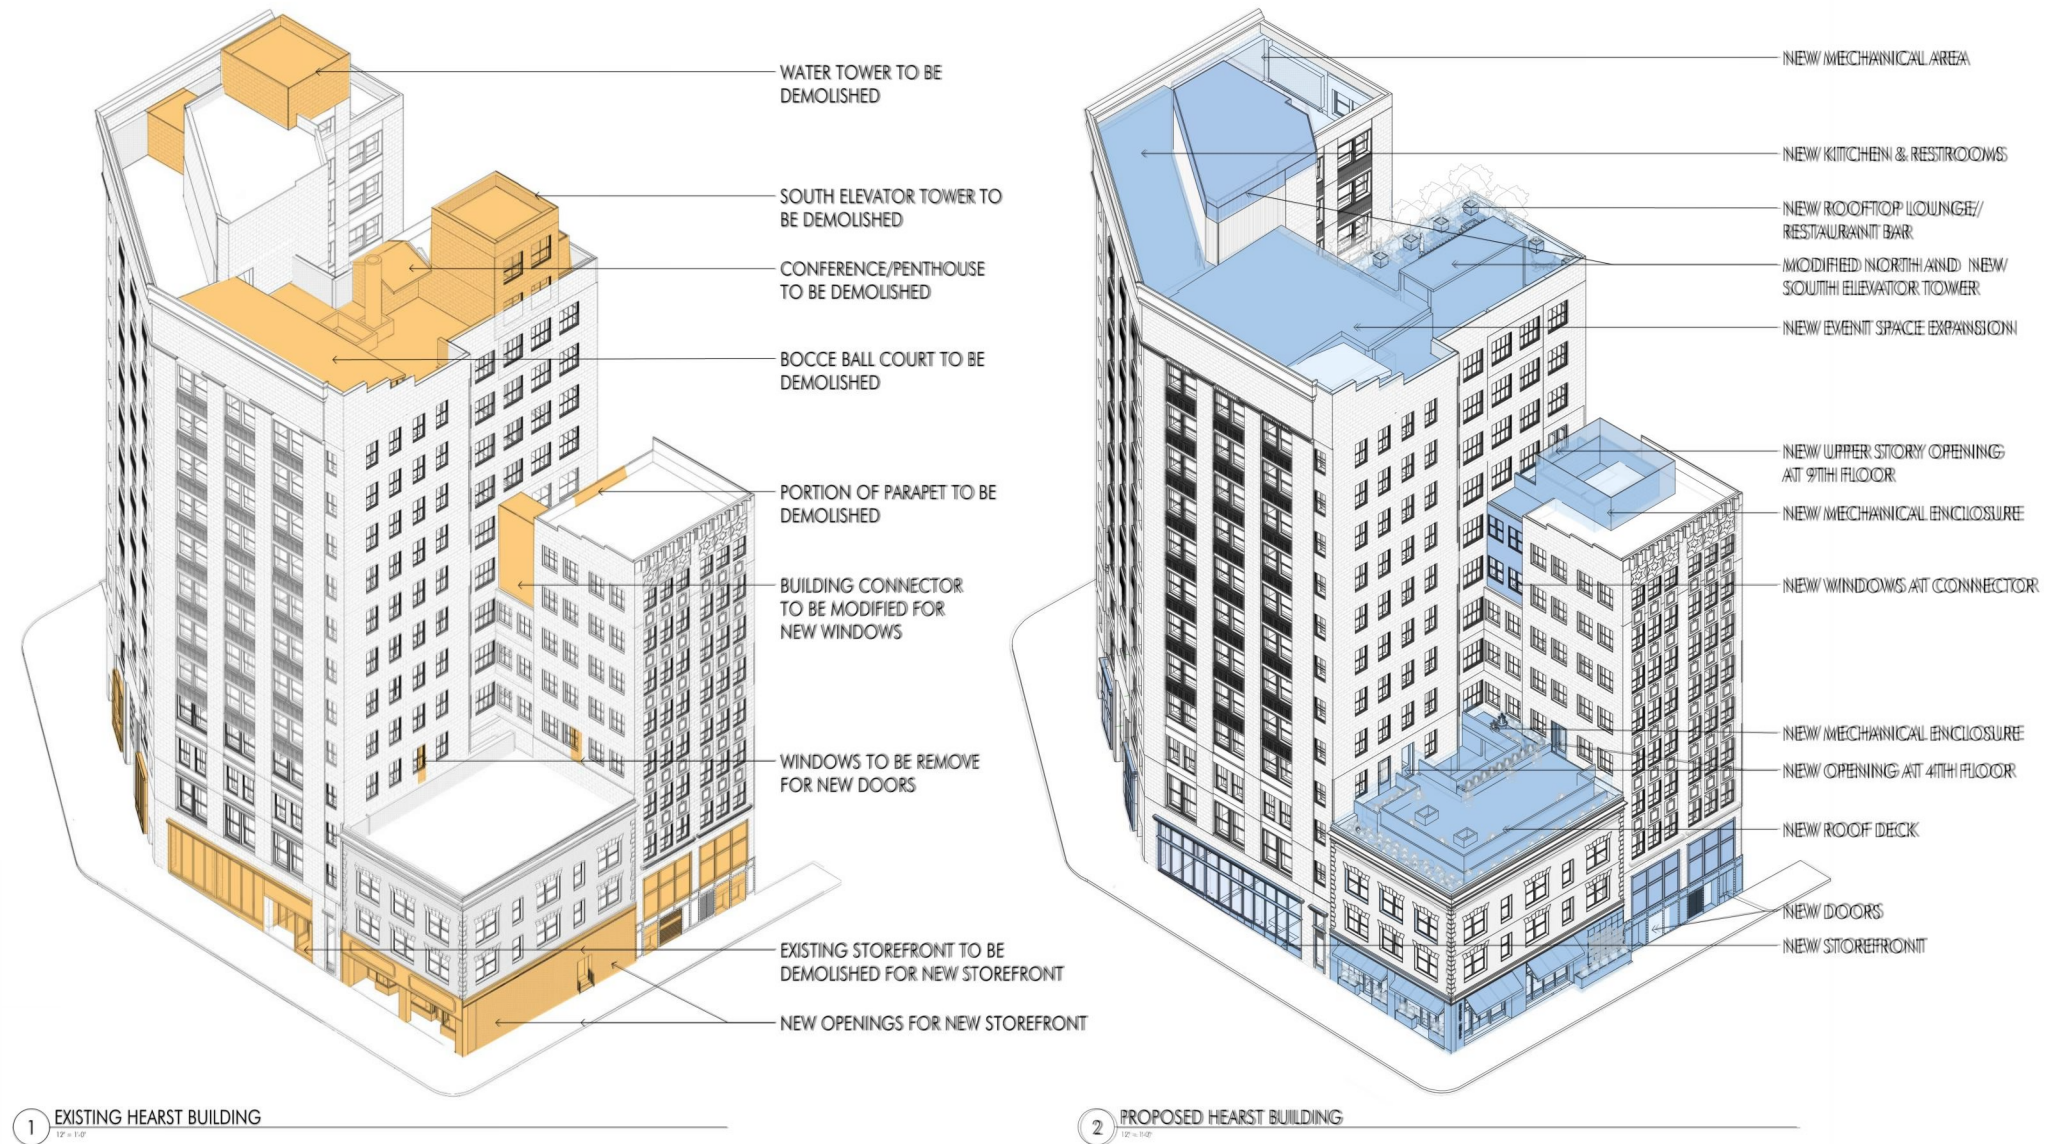 WATER TOWER TO BE
DEMOLISHED
SOUTH ELEVATOR TOWER TO
BE DEMOLISHED
CONFERENCE/PENTHOUSE
TO BE DEMOLISHED
BOCCE BALL COURT TO BE
DEMOLISHED
PORTION OF PARAPET TO BE
DEMOLISHED
BUILDING CONNECTOR
TO BE MODIFIED FOR
NEW WINDOWS
WINDOWS TO BE REMOVE
FOR NEW DOORS
EXISTING STOREFRONT TO BE
DEMOLISHED FOR NEW STOREFRONT
NEW OPENINGS FOR NEW STOREFRONT
1 EXISTING HEARST BUILDING
12" = 1'-0"
NEW MECHANICAL AREA
NEW KITCHEN & RESTROOMS
NEW ROOFTOP LOUNGE/
RESTAURANT BAR
MODIFIED NORTH AND NEW
SOUTH ELEVATOR TOWER
NEW EVENT SPACE EXPANSION
NEW UPPER STORY OPENING
AT 9TH FLOOR
NEW MECHANICAL ENCLOSURE
NEW WINDOWS AT CONNECTOR
NEW MECHANICAL ENCLOSURE
NEW OPENING AT 4TH FLOOR
NEW ROOF DECK
NEW DOORS
NEW STOREFRONT
2 PROPOSED HEARST BUILDING
12" = 1'-0"